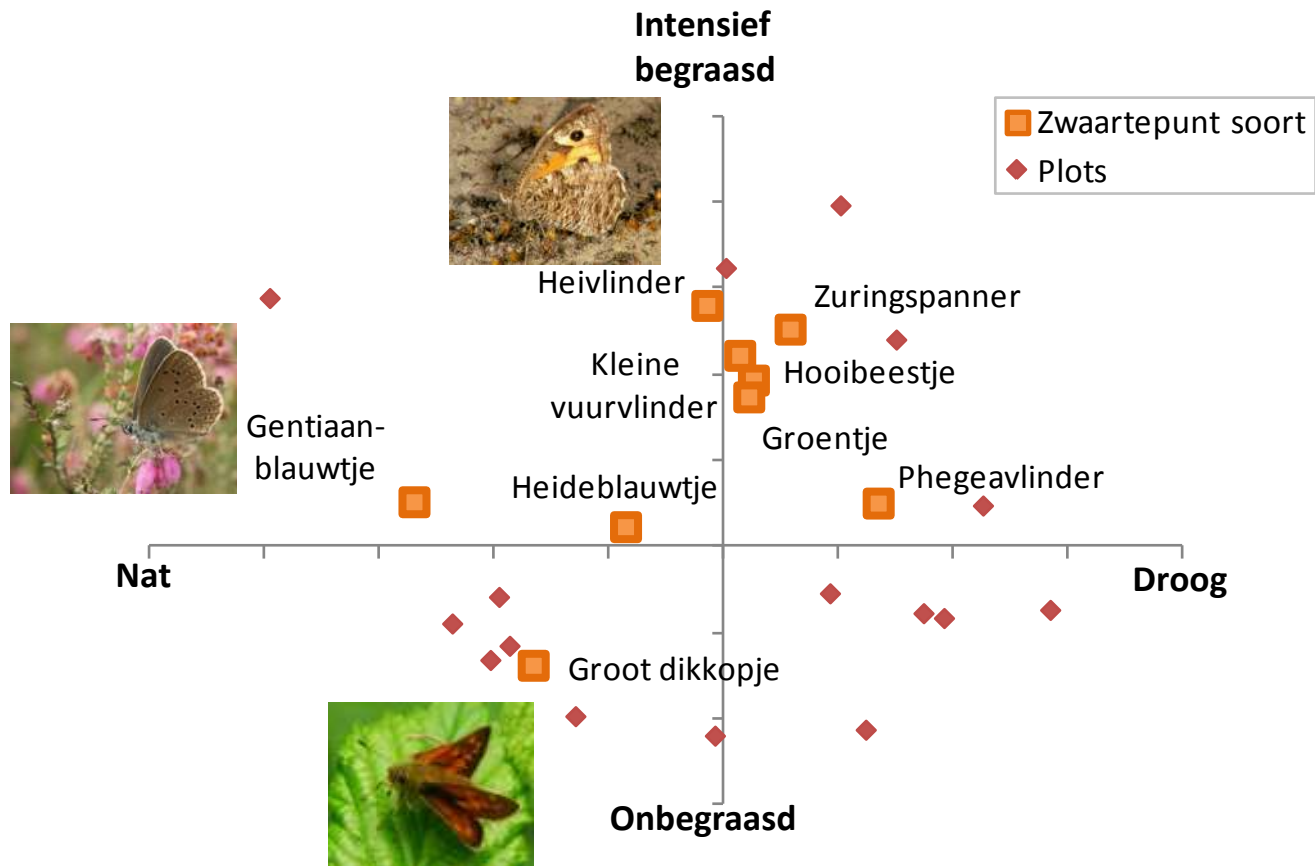 Intensief
begraasd
Zwaartepunt soort
Plots
Heivlinder
Zuringspanner
Kleine
vuurvlinder
Hooibeestje
Groentje
Gentiaan-
blauwtje
Heideblauwtje
Phegeavlinder
Nat
Droog
Groot dikkopje
Onbegraasd